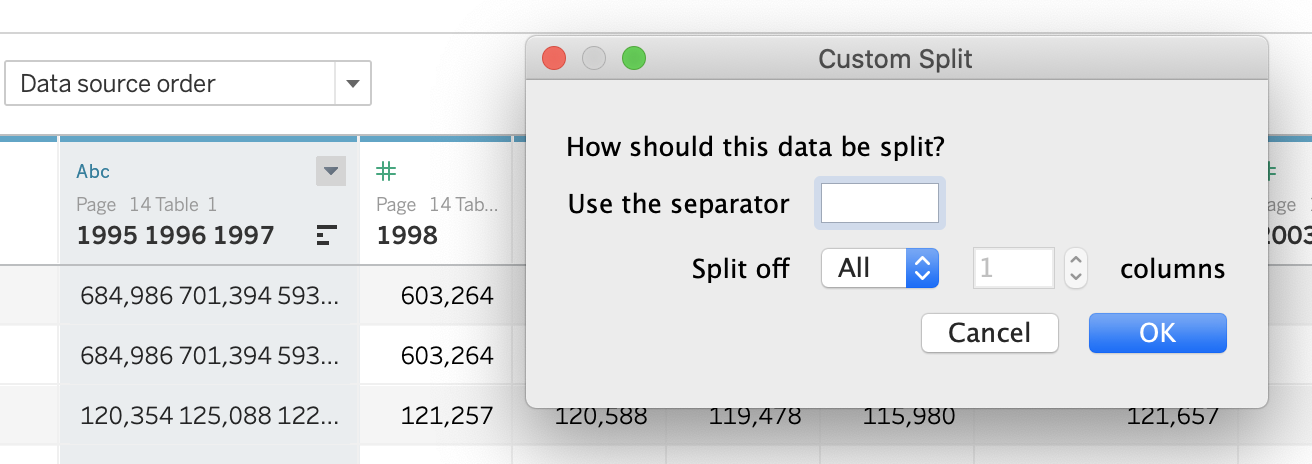 Custom Split
Data source order
How should this data be split?
Use the separator
Split off All 1 columns
Cancel OK
Abc
Page 14 Table 1 Page 14 Tab...
1995 1996 1997 1998 2003
684,986 701,394 593... 603,264
684,986 701,394 593... 603,264
120,354 125,088 122... 121,257 120,588 119,478 115,980 121,657